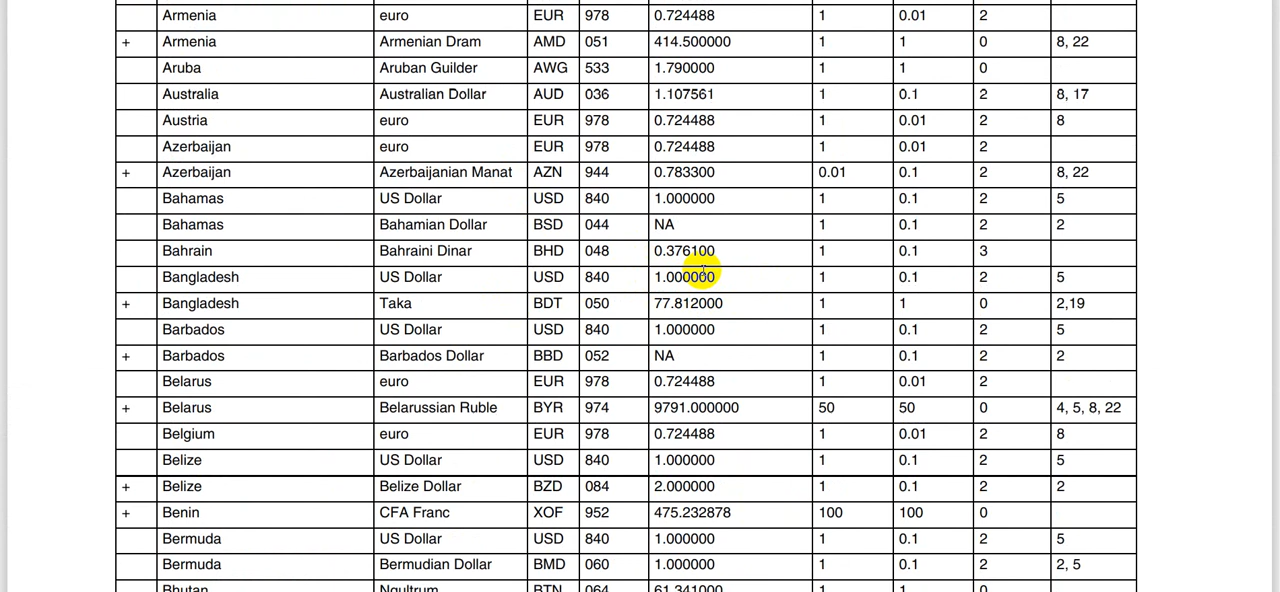 Armenia euro EUR 978 0.724488 1 0.01 2
+ Armenia Armenian Dram AMD 051 414.500000 1 1 0 8, 22
Aruba Aruban Guilder AWG 533 1.790000 1 1 0
Australia Australian Dollar AUD 036 1.107561 1 0.1 2 8, 17
Austria euro EUR 978 0.724488 1 0.01 2 8
Azerbaijan euro EUR 978 0.724488 1 0.01 2
+ Azerbaijan Azerbaijanian Manat AZN 944 0.783300 0.01 0.1 2 8, 22
Bahamas US Dollar USD 840 1.000000 1 0.1 2 5
Bahamas Bahamian Dollar BSD 044 NA 1 0.1 2 2
Bahrain Bahraini Dinar BHD 048 0.376100 1 0.1 3
Bangladesh US Dollar USD 840 1.000000 1 0.1 2 5
+ Bangladesh Taka BDT 050 77.812000 1 1 0 2,19
Barbados US Dollar USD 840 1.000000 1 0.1 2 5
+ Barbados Barbados Dollar BBD 052 NA 1 0.1 2 2
Belarus euro EUR 978 0.724488 1 0.01 2
+ Belarus Belarussian Ruble BYR 974 9791.000000 50 50 0 4, 5, 8, 22
Belgium euro EUR 978 0.724488 1 0.01 2 8
Belize US Dollar USD 840 1.000000 1 0.1 2 5
+ Belize Belize Dollar BZD 084 2.000000 1 0.1 2 2
+ Benin CFA Franc XOF 952 475.232878 100 100 0
Bermuda US Dollar USD 840 1.000000 1 0.1 2 5
Bermuda Bermudian Dollar BMD 060 1.000000 1 0.1 2 2, 5
Bhutan Ngultrum BTN 064 61.341000 1 1 0